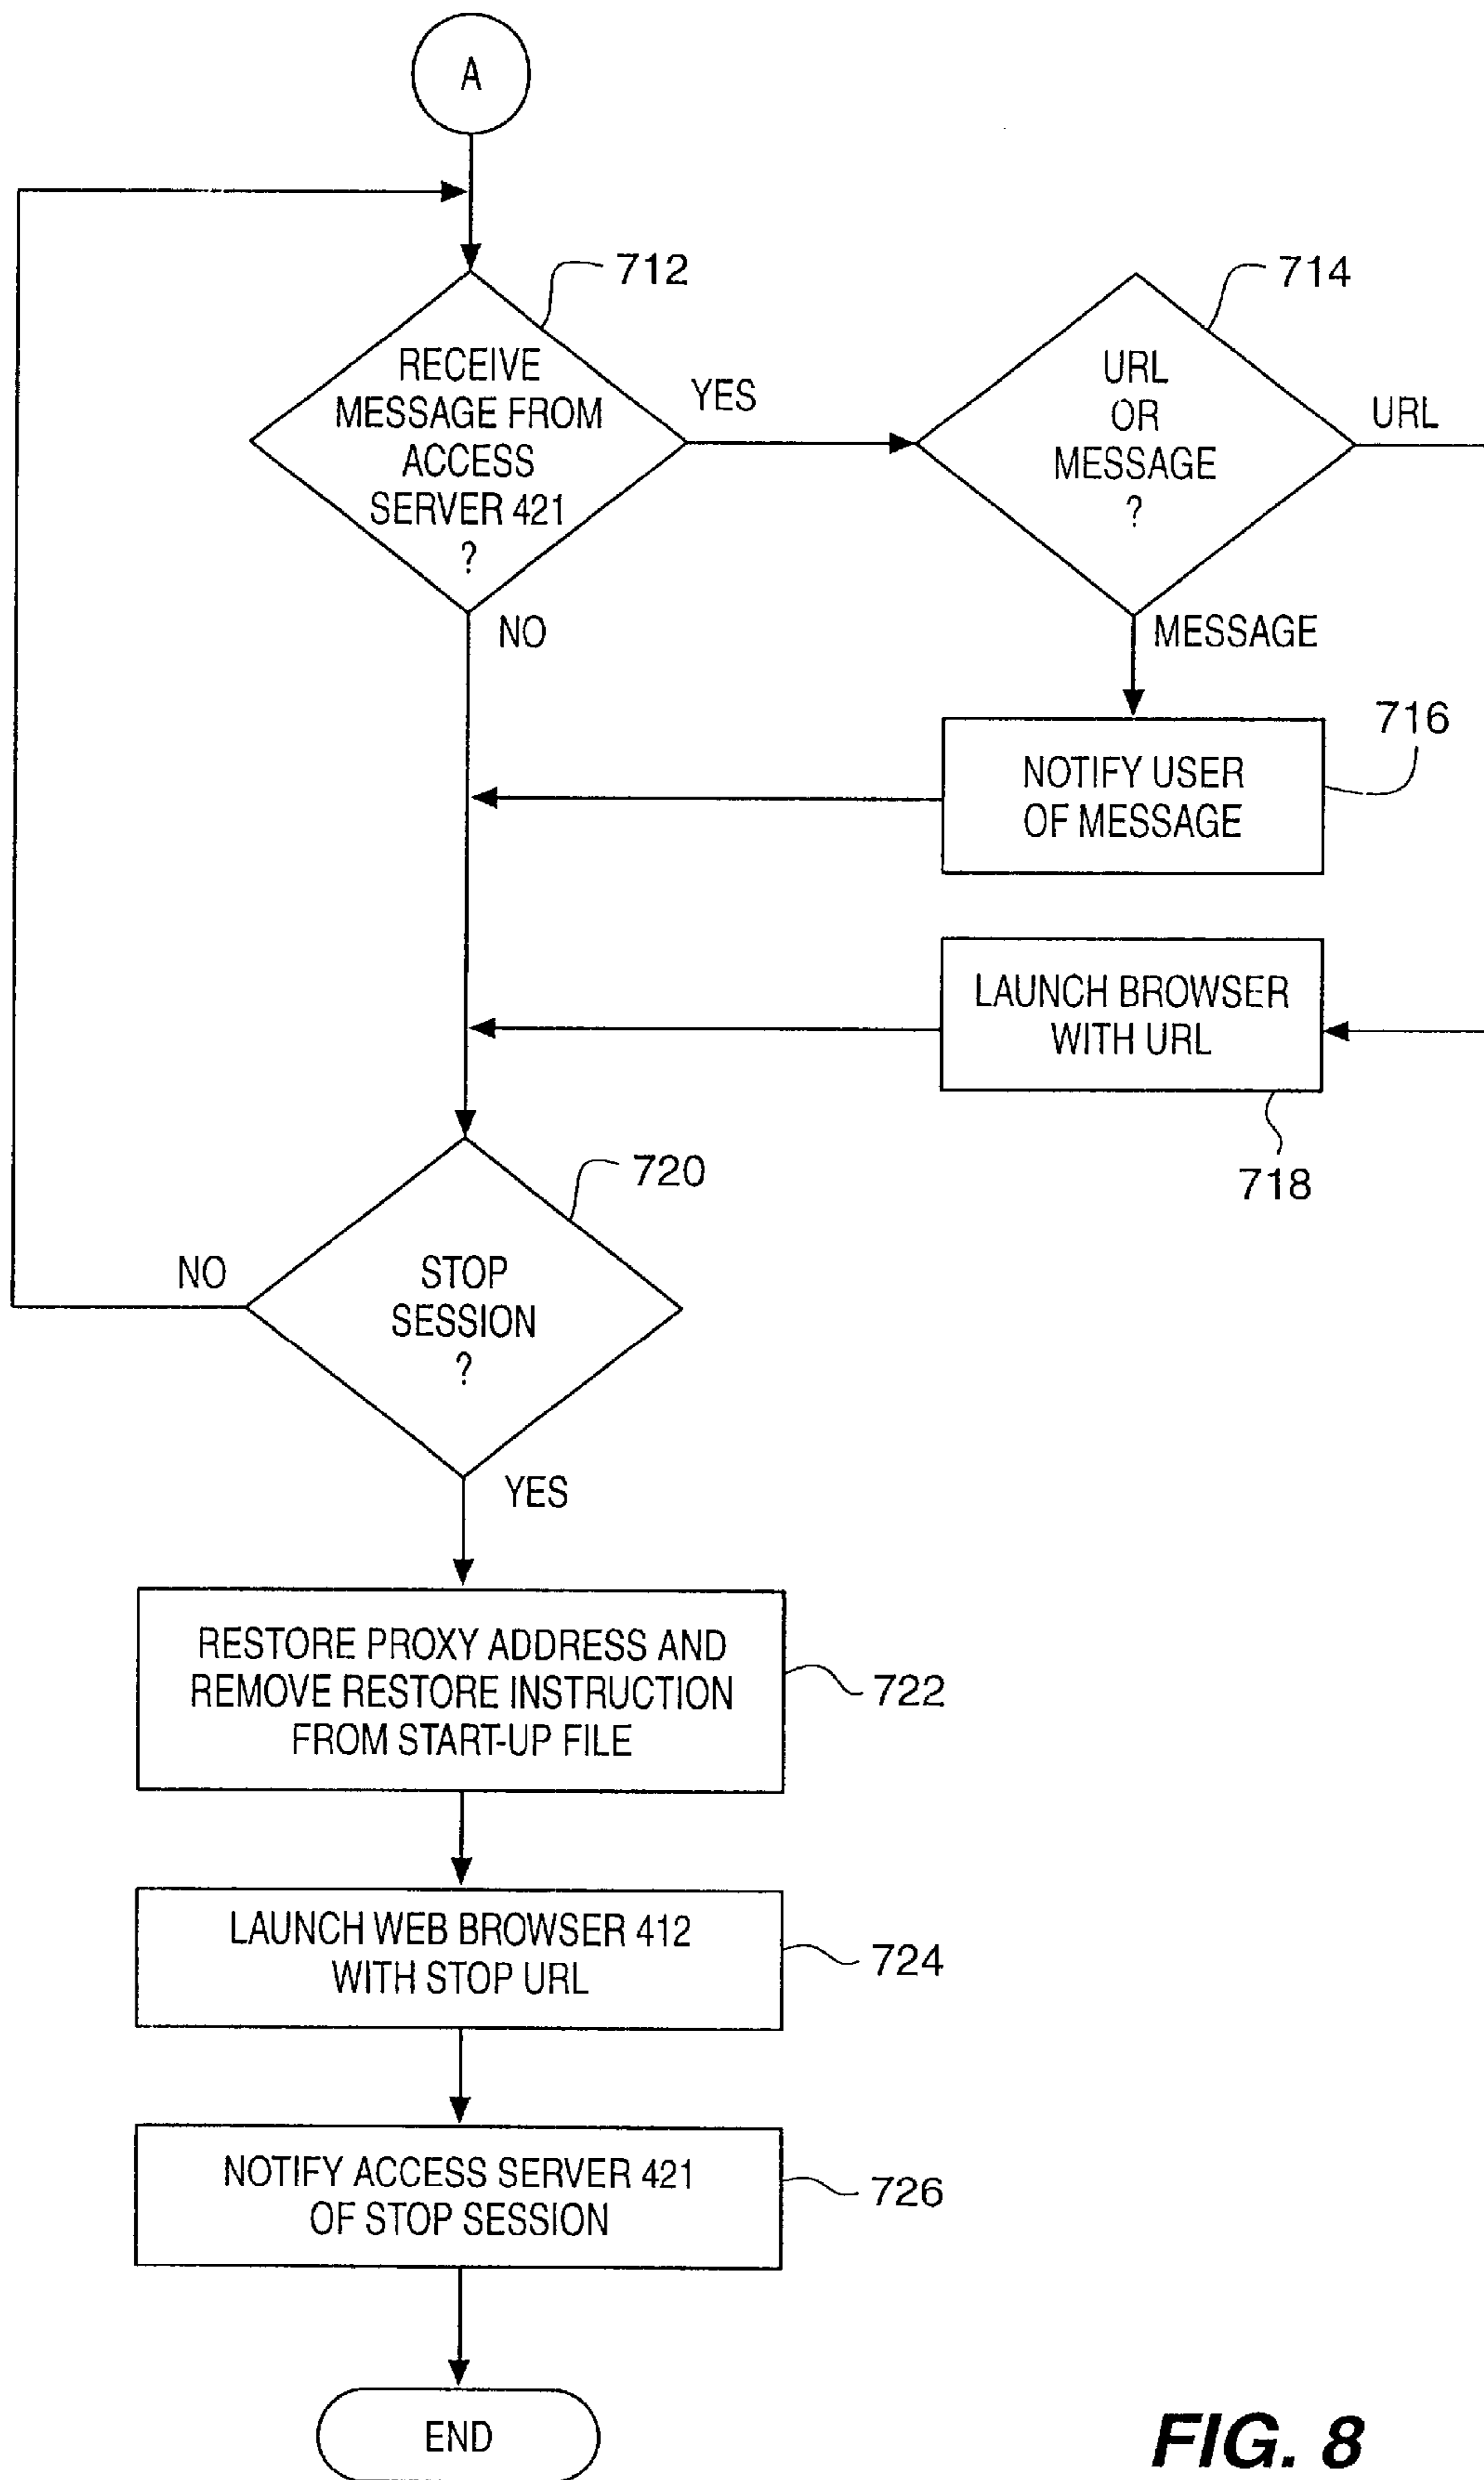 A
712
RECEIVE
MESSAGE FROM
ACCESS
SERVER 421
?
YES
NO
714
URL
OR
MESSAGE
?
URL
MESSAGE
716
NOTIFY USER
OF MESSAGE
LAUNCH BROWSER
WITH URL
718
720
STOP
SESSION
?
NO
YES
RESTORE PROXY ADDRESS AND
REMOVE RESTORE INSTRUCTION
FROM START-UP FILE
722
LAUNCH WEB BROWSER 412
WITH STOP URL
724
NOTIFY ACCESS SERVER 421
OF STOP SESSION
726
END
FIG. 8